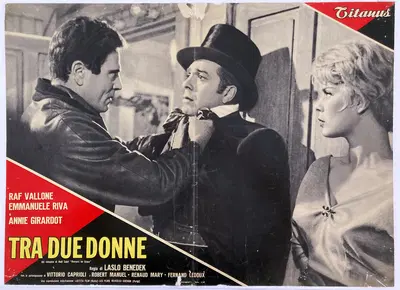 Titanus
RAF VALLONE
EMMANUELE RIVA
e
ANNIE GIRARDOT
TRA DUE DONNE
Regia di LASLO BENEDEK
VITTORIO CAPRIOLI • ROBERT MANUEL • RENAUD MARY • FERNAND LEDOUX